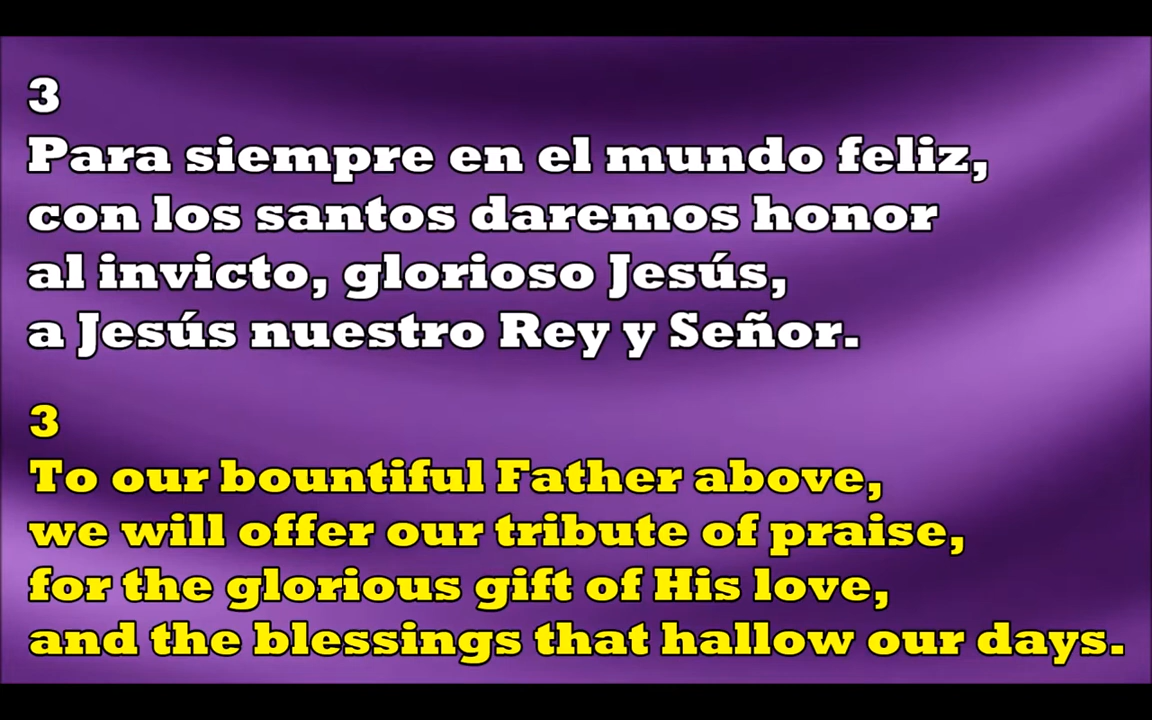 3
Para siempre en el mundo feliz,
con los santos daremos honor
al invicto, glorioso Jesús,
a Jesús nuestro Rey y Señor.
3
To our bountiful Father above,
we will offer our tribute of praise,
for the glorious gift of His love,
and the blessings that hallow our days.